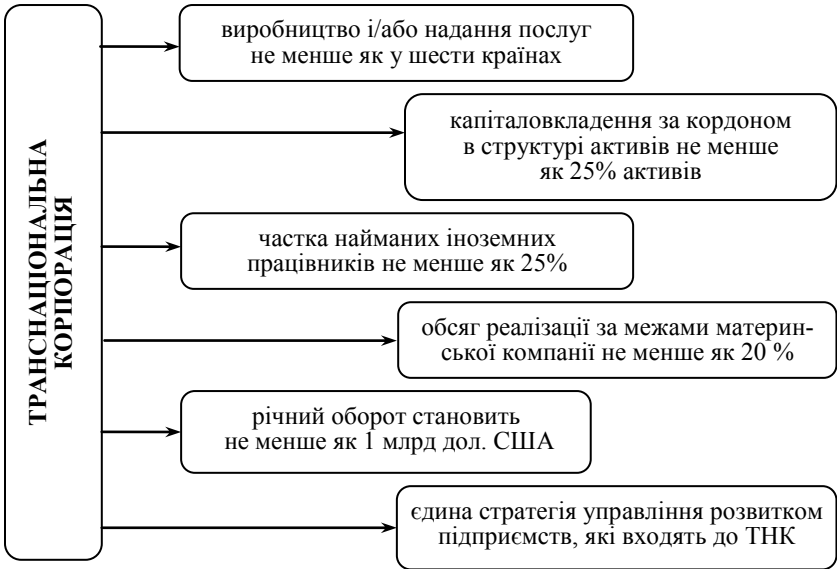 ТРАНСНАЦІОНАЛЬНА
КОРПОРАЦІЯ
виробництво і/або надання послуг
не менше як у шести країнах
капіталовкладення за кордоном
в структурі активів не менше
як 25% активів
частка найманих іноземних
працівників не менше як 25%
обсяг реалізації за межами материн-
ської компанії не менше як 20 %
річний оборот становить
не менше як 1 млрд дол. США
єдина стратегія управління розвитком
підприємств, які входять до ТНК